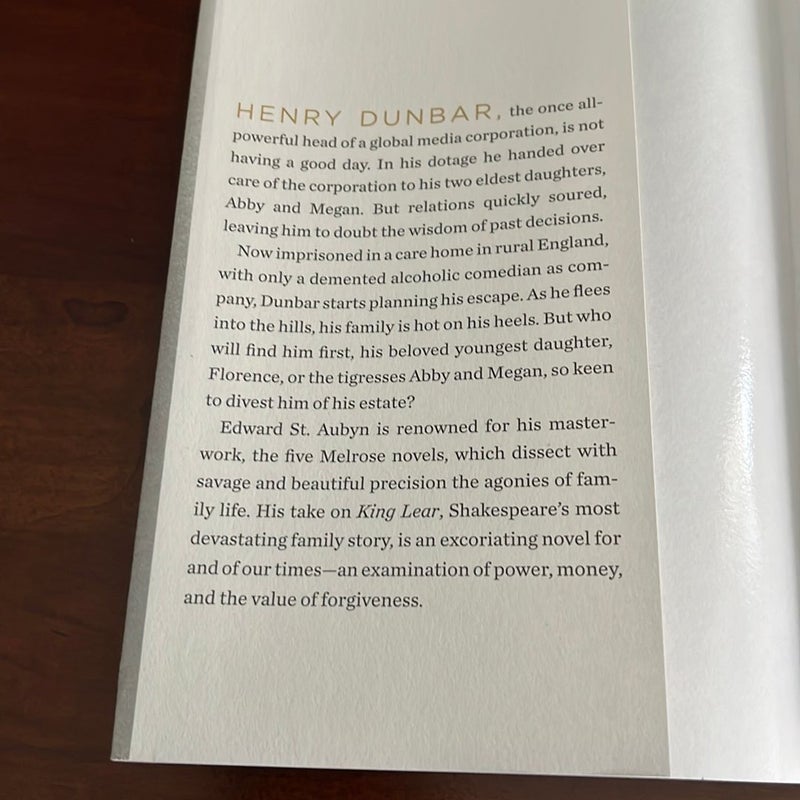 HENRY DUNBAR, the once all-
powerful head of a global media corporation, is not
having a good day. In his dotage he handed over
care of the corporation to his two eldest daughters,
Abby and Megan. But relations quickly soured,
leaving him to doubt the wisdom of past decisions.
Now imprisoned in a care home in rural England,
with only a demented alcoholic comedian as com-
pany, Dunbar starts planning his escape. As he flees
into the hills, his family is hot on his heels. But who
will find him first, his beloved youngest daughter,
Florence, or the tigresses Abby and Megan, so keen
to divest him of his estate?
Edward St. Aubyn is renowned for his master-
work, the five Melrose novels, which dissect with
savage and beautiful precision the agonies of fam-
ily life. His take on King Lear, Shakespeare's most
devastating family story, is an excoriating novel for
and of our times—an examination of power, money,
and the value of forgiveness.